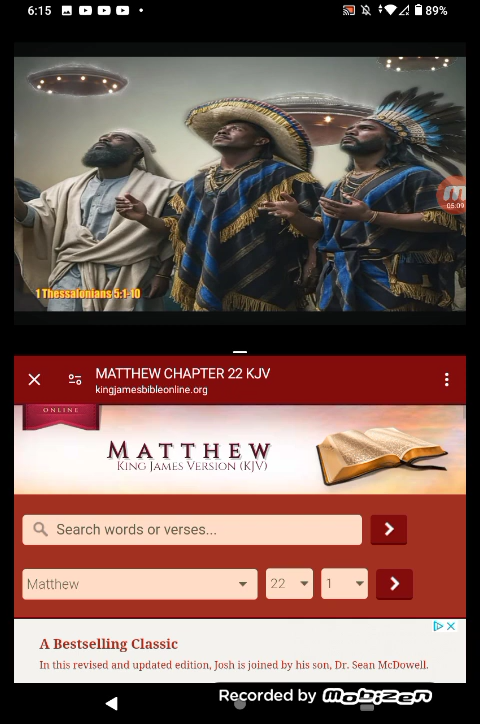 6:15
89%
05:09
1 Thessalonians 5:1-10
MATTHEW CHAPTER 22 KJV
kingjamesbibleonline.org
ONLINE
MATTHEW
KING JAMES VERSION (KJV)
Search words or verses...
Matthew 22 1
A Bestselling Classic
In this revised and updated edition, Josh is joined by his son, Dr. Sean McDowell.
Recorded by mobizen